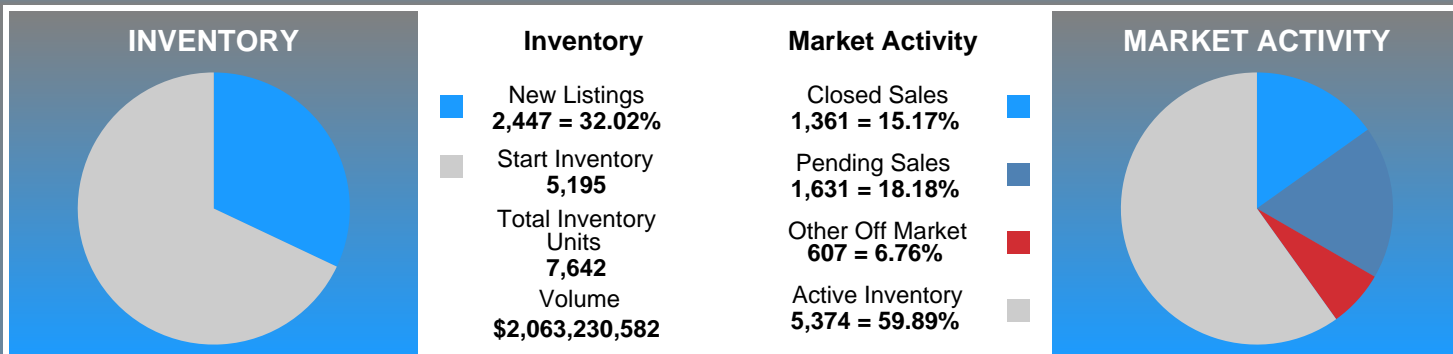 INVENTORY
Inventory
New Listings
2,447 = 32.02%
Start Inventory
5,195
Total Inventory
Units
7,642
Volume
$2,063,230,582
Market Activity
Closed Sales
1,361 = 15.17%
Pending Sales
1,631 = 18.18%
Other Off Market
607 = 6.76%
Active Inventory
5,374 = 59.89%
MARKET ACTIVITY